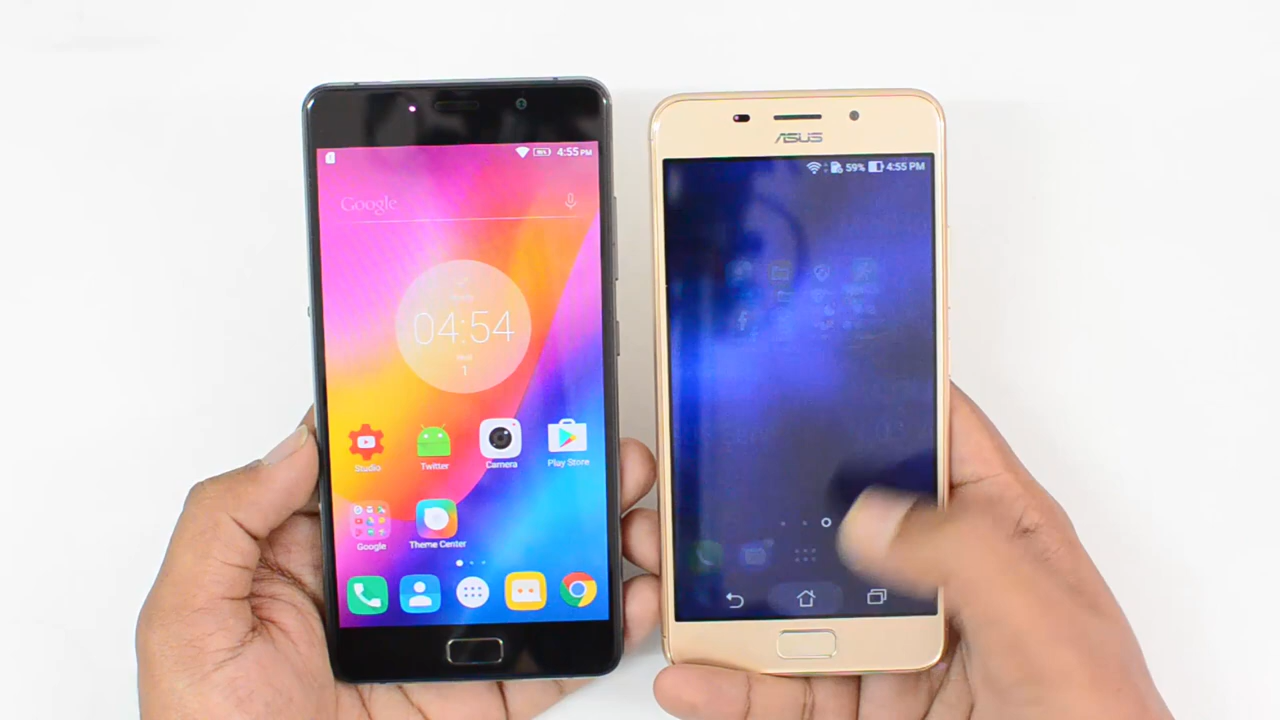 4:55 PM
Google
04:54
1
Studio
Twitter
Camera
Play Store
Google
Theme Center
ASUS
59%
4:55 PM